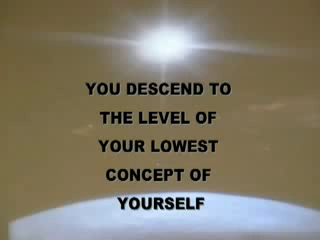 YOU DESCEND TO
THE LEVEL OF
YOUR LOWEST
CONCEPT OF
YOURSELF